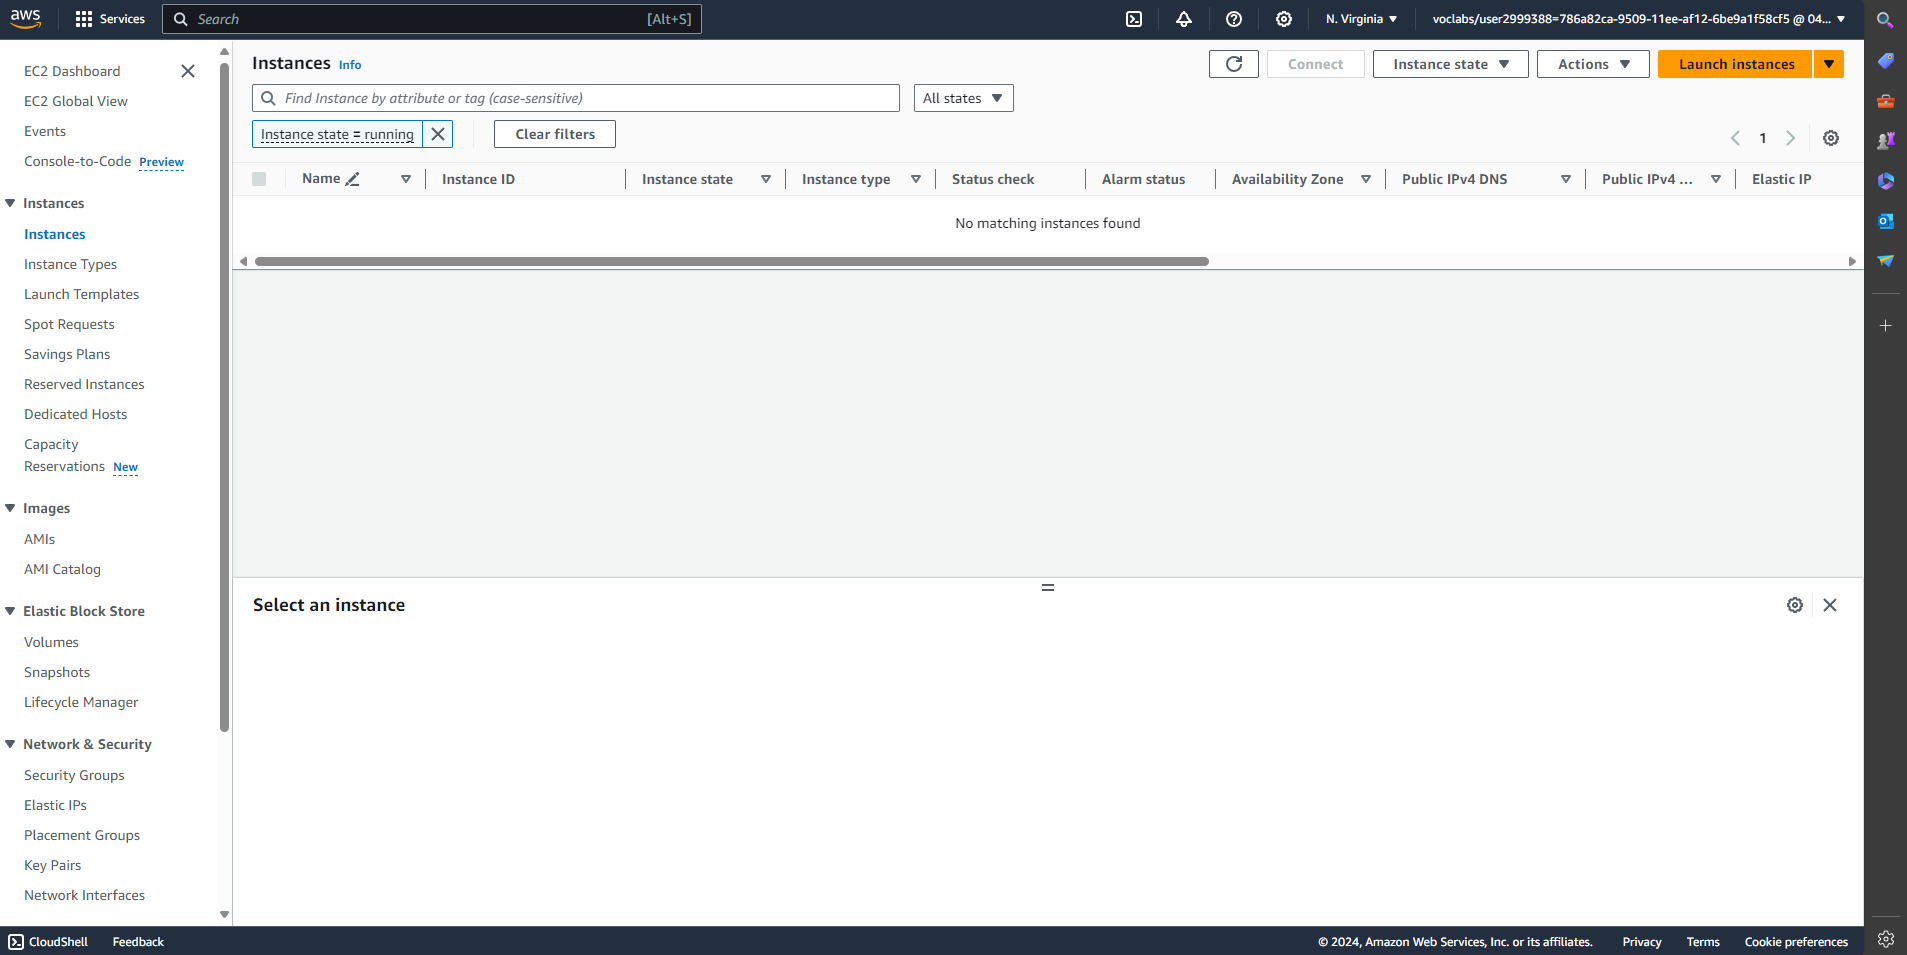 aws
Services
Search
[Alt+S]
N. Virginia
voclabs/user2999388=786a82ca-9509-11ee-af12-6be9a1f58cf5 @ 04...
EC2 Dashboard
EC2 Global View
Events
Console-to-Code Preview
Instances
Instances
Instance Types
Launch Templates
Spot Requests
Savings Plans
Reserved Instances
Dedicated Hosts
Capacity
Reservations New
Images
AMIs
AMI Catalog
Elastic Block Store
Volumes
Snapshots
Lifecycle Manager
Network & Security
Security Groups
Elastic IPs
Placement Groups
Key Pairs
Network Interfaces
Instances Info
Connect
Instance state
Actions
Launch instances
Find Instance by attribute or tag (case-sensitive)
All states
Instance state = running
Clear filters
1
Name
Instance ID
Instance state
Instance type
Status check
Alarm status
Availability Zone
Public IPv4 DNS
Public IPv4 ...
Elastic IP
No matching instances found
Select an instance
CloudShell
Feedback
© 2024, Amazon Web Services, Inc. or its affiliates.
Privacy
Terms
Cookie preferences